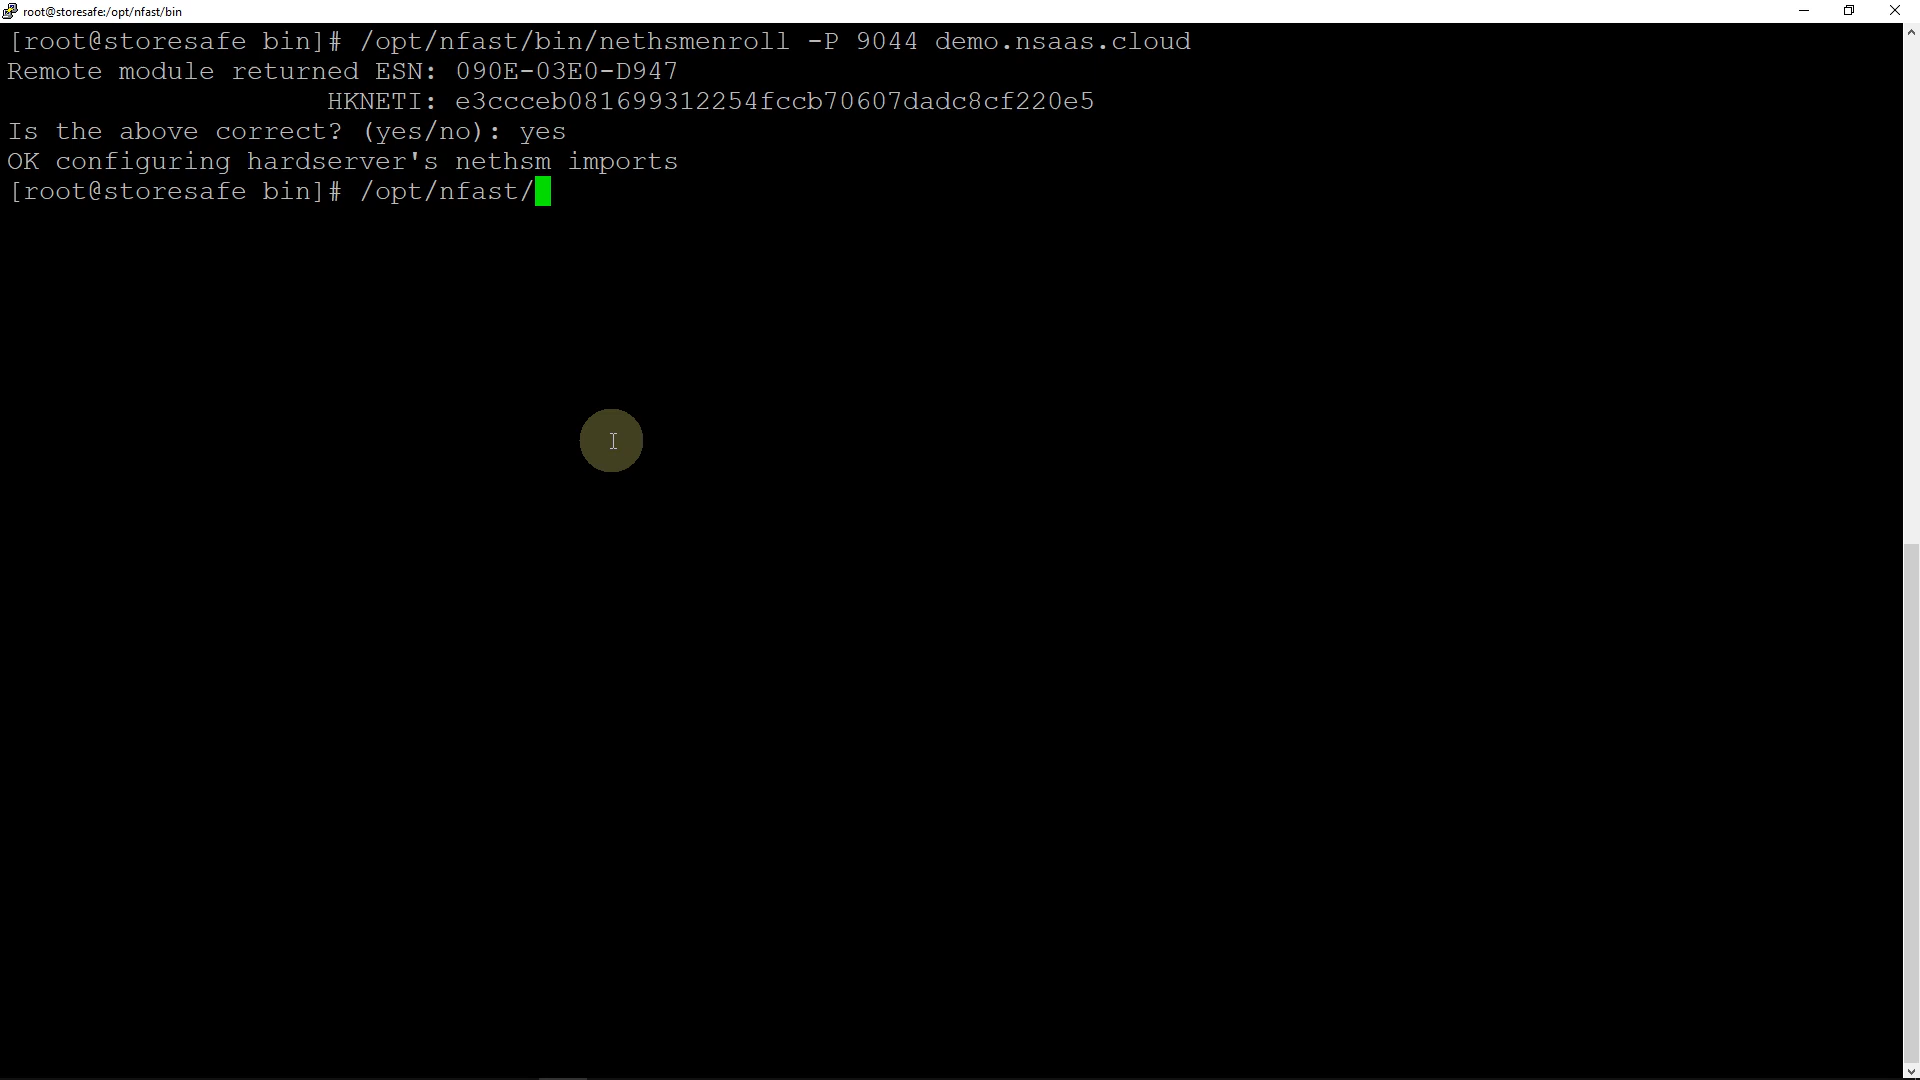 root@storesafe:/opt/nfast/bin
[root@storesafe bin]# /opt/nfast/bin/nethsmenroll -P 9044 demo.nsaas.cloud
Remote module returned ESN: 090E-03E0-D947
HKNETI: e3ccceb081699312254fccb70607dadc8cf220e5
Is the above correct? (yes/no): yes
OK configuring hardserver's nethsm imports
[root@storesafe bin]# /opt/nfast/